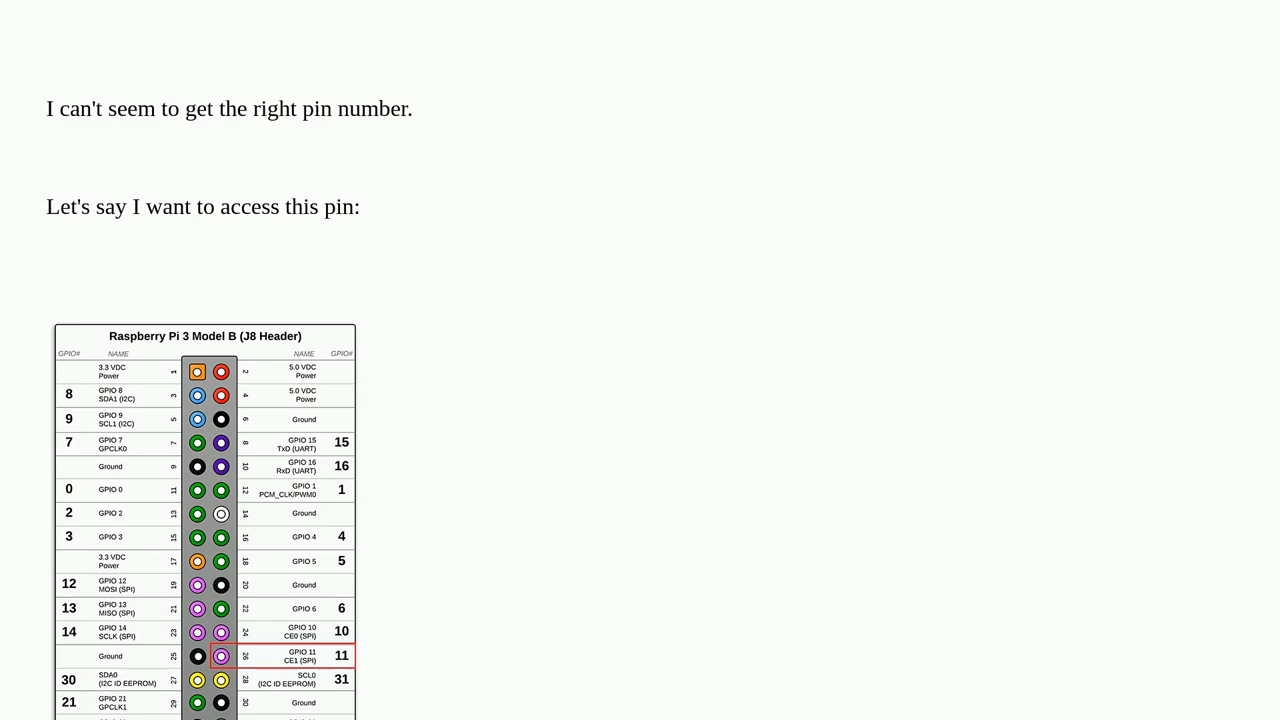 I can't seem to get the right pin number.
Let's say I want to access this pin:
Raspberry Pi 3 Model B (J8 Header)
GPIO# NAME NAME GPIO#
3.3 VDC Power 1 2 5.0 VDC Power
8 GPIO 8 SDA1 (I2C) 3 4 5.0 VDC Power
9 GPIO 9 SCL1 (I2C) 5 6 Ground
7 GPIO 7 GPCLK0 7 8 GPIO 15 TxD (UART) 15
Ground 9 10 GPIO 16 RxD (UART) 16
0 GPIO 0 11 12 GPIO 1 PCM_CLK/PWM0 1
2 GPIO 2 13 14 Ground
3 GPIO 3 15 16 GPIO 4 4
3.3 VDC Power 17 18 GPIO 5 5
12 GPIO 12 MOSI (SPI) 19 20 Ground
13 GPIO 13 MISO (SPI) 21 22 GPIO 6 6
14 GPIO 14 SCLK (SPI) 23 24 GPIO 10 CE0 (SPI) 10
Ground 25 26 GPIO 11 CE1 (SPI) 11
30 SDA0 (I2C ID EEPROM) 27 28 SCL0 (I2C ID EEPROM) 31
21 GPIO 21 GPCLK1 29 30 Ground